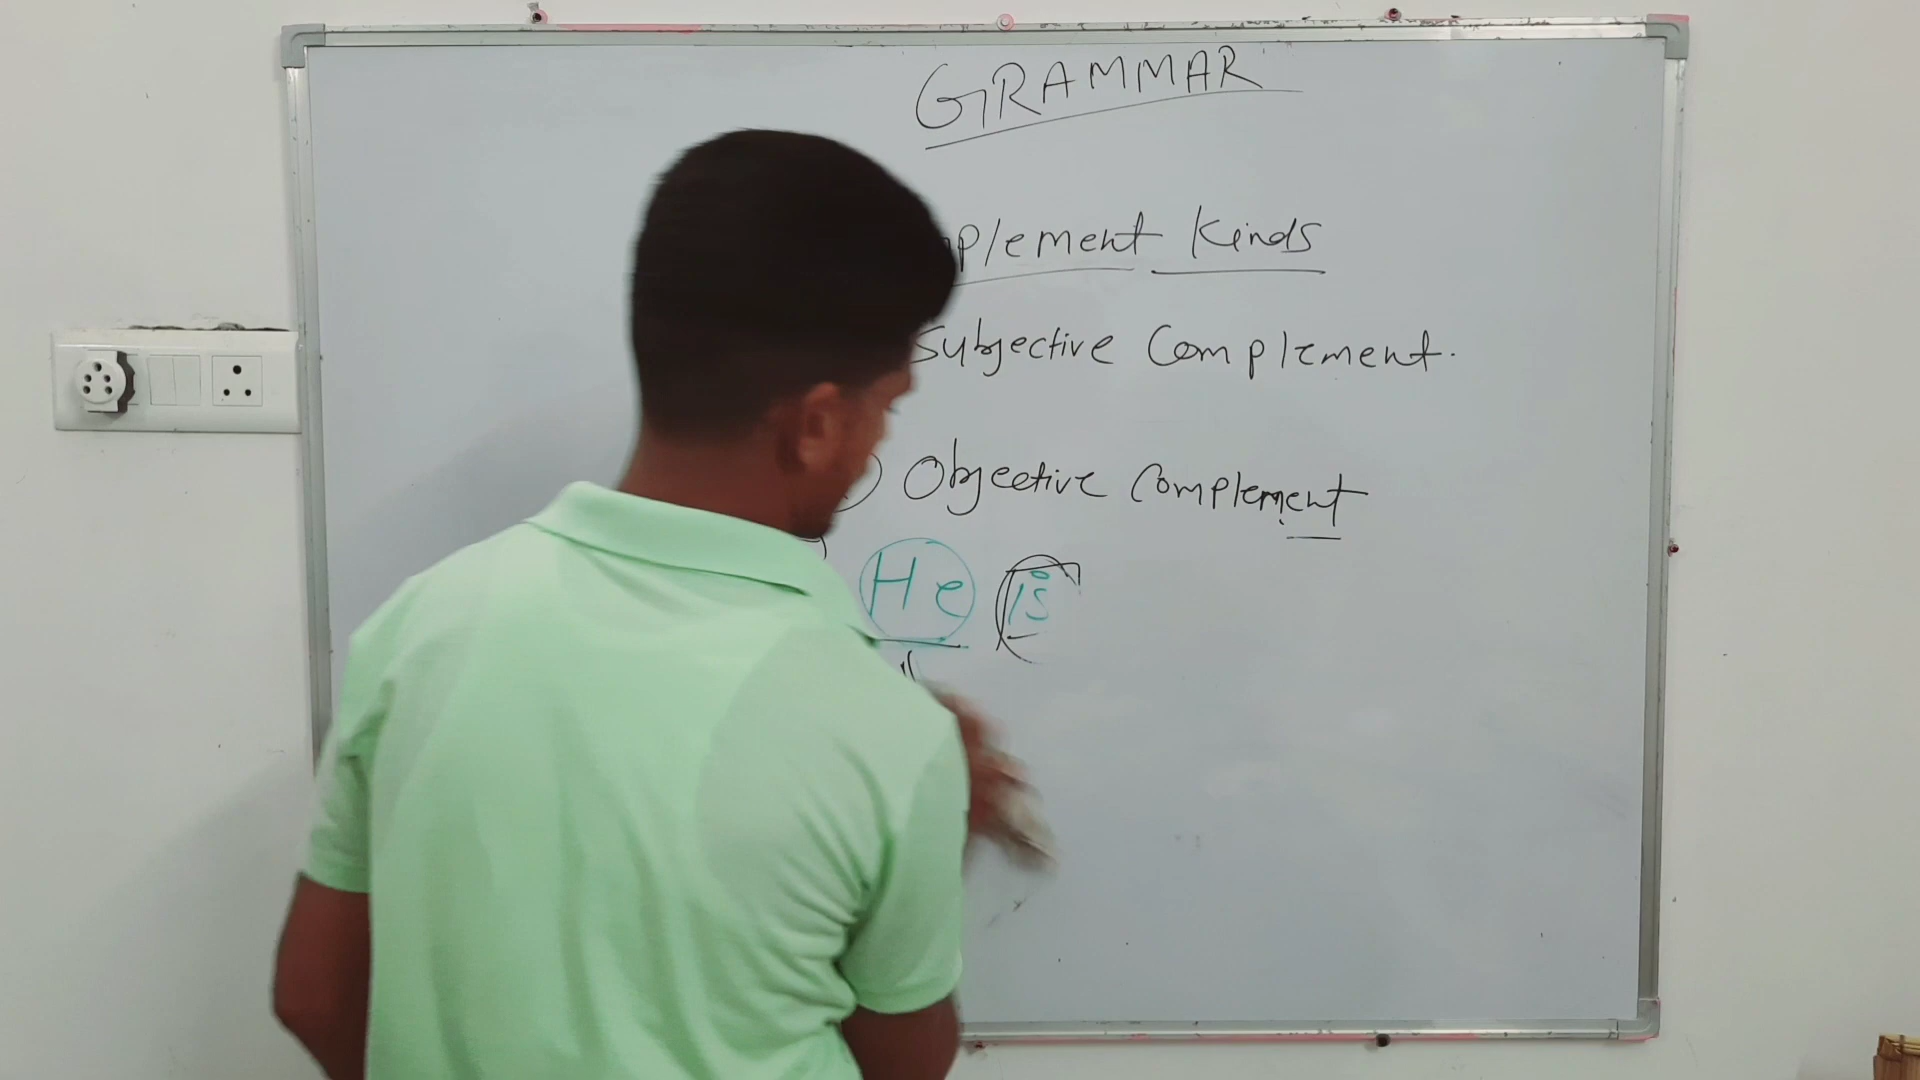 GRAMMAR
plement Kinds
Subjective Complement.
Objective Complement
He is